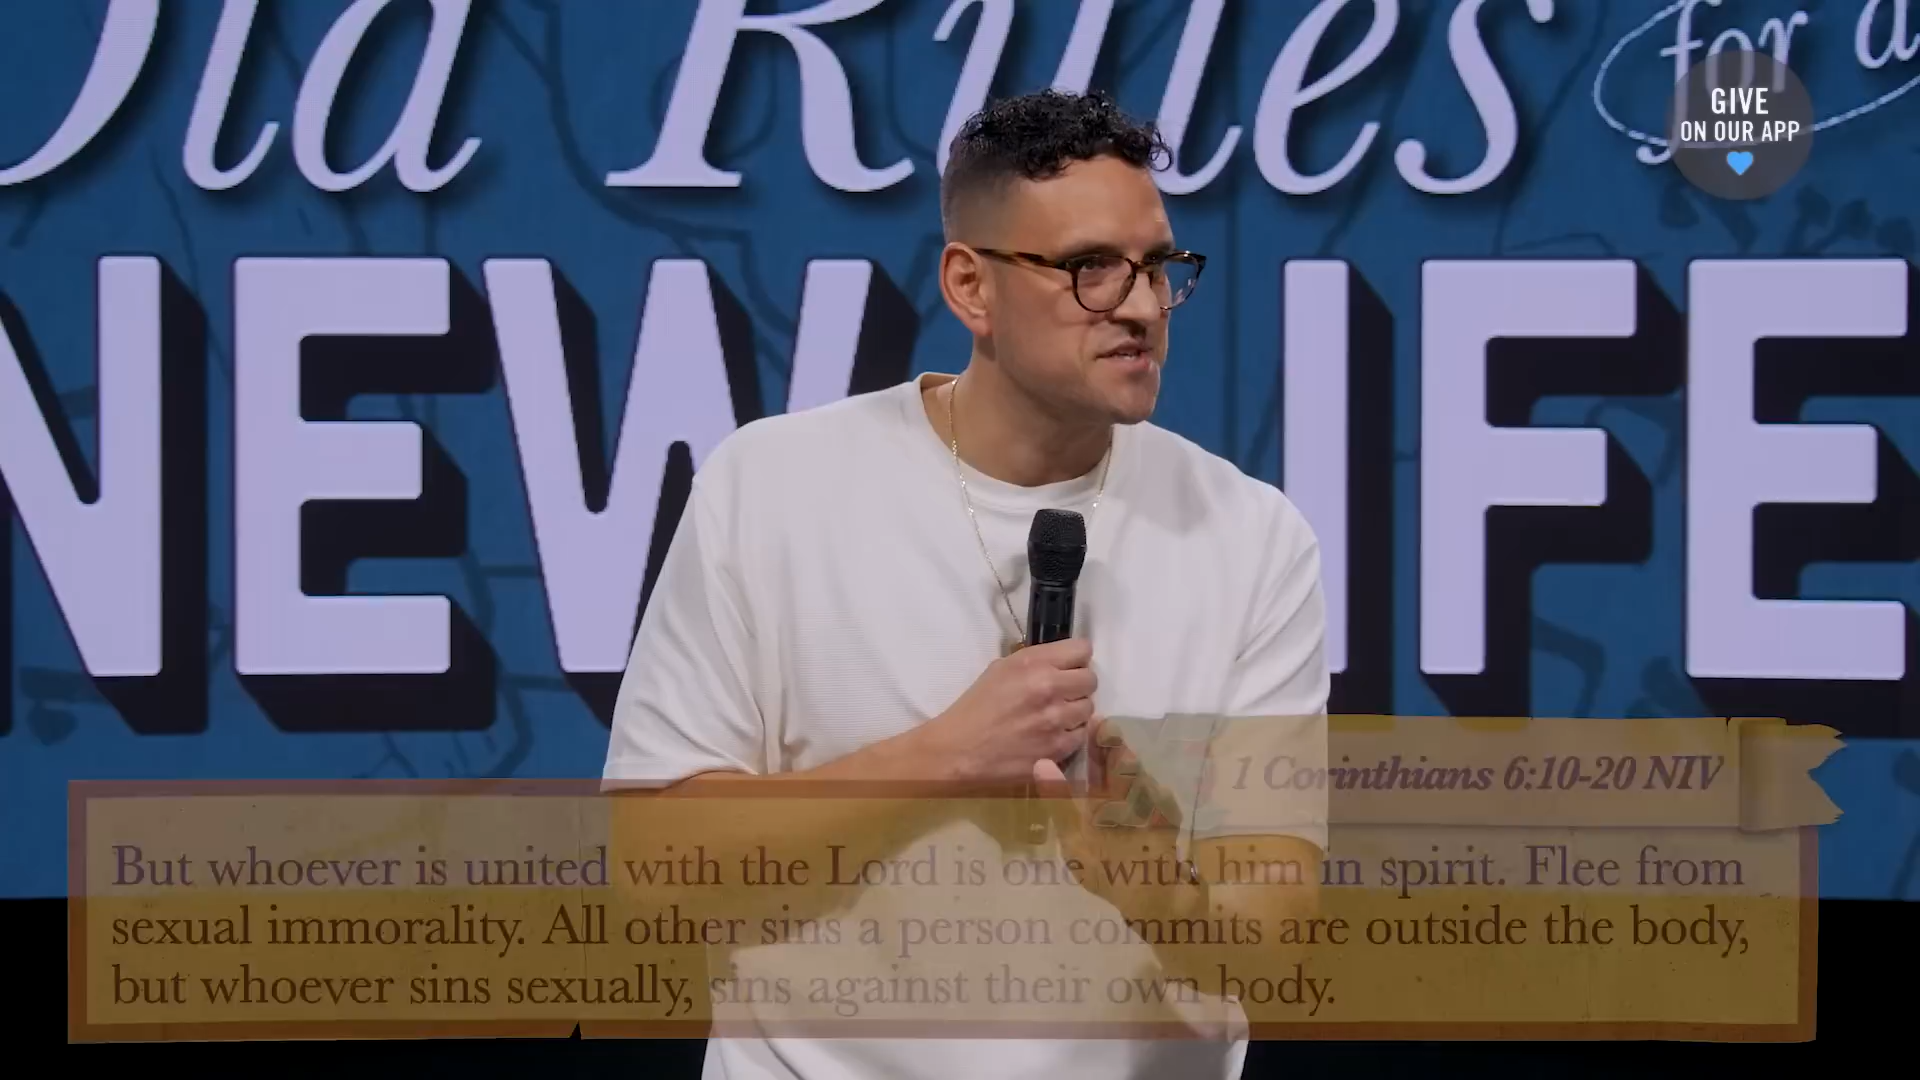 Old Rules for a
NEW LIFE
GIVE
ON OUR APP
1 Corinthians 6:10-20 NIV
But whoever is united with the Lord is one with him in spirit. Flee from
sexual immorality. All other sins a person commits are outside the body,
but whoever sins sexually, sins against their own body.